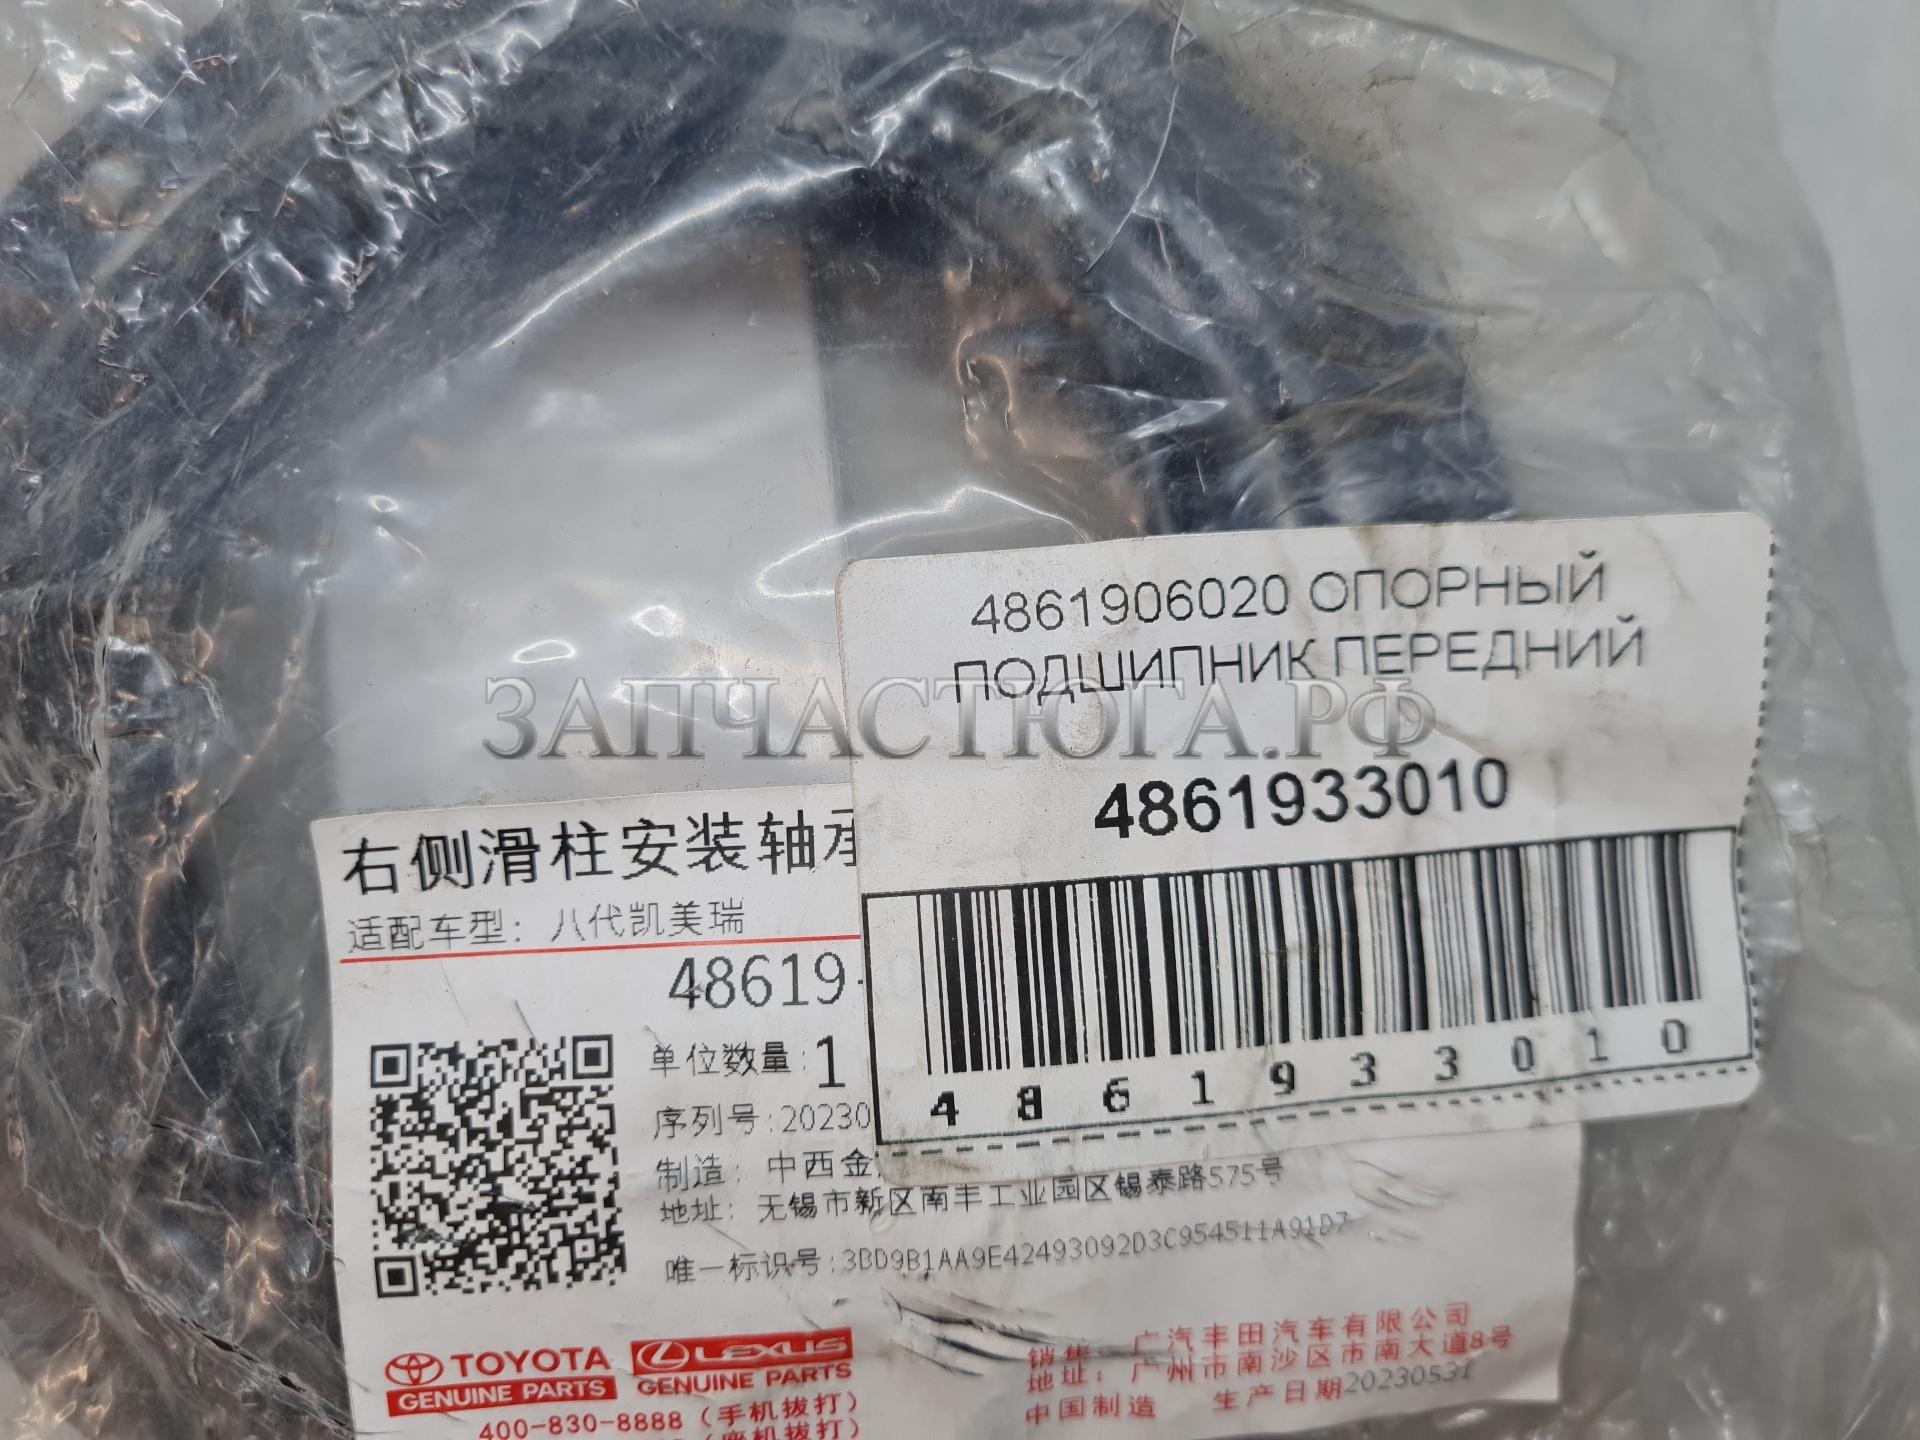 4861906020 ОПОРНЫЙ
ПОДШИПНИК ПЕРЕДНИЙ
ЗАПЧАСТЮГА.РФ
4861933010
4861933010
右侧滑柱安装轴承
适配车型：八代凯美瑞
48619-
单位数量:1
序列号:20230
制造：中西金
地址：无锡市新区南丰工业园区锡泰路575号
唯一标识号:3BD9B1AA9E42493092D3C954511A91D7
TOYOTA
GENUINE PARTS
LEXUS
GENUINE PARTS
400-830-8888（手机拔打）
（座机拔打）
销售：广汽丰田汽车有限公司
地址：广州市南沙区市南大道8号
中国制造 生产日期20230531